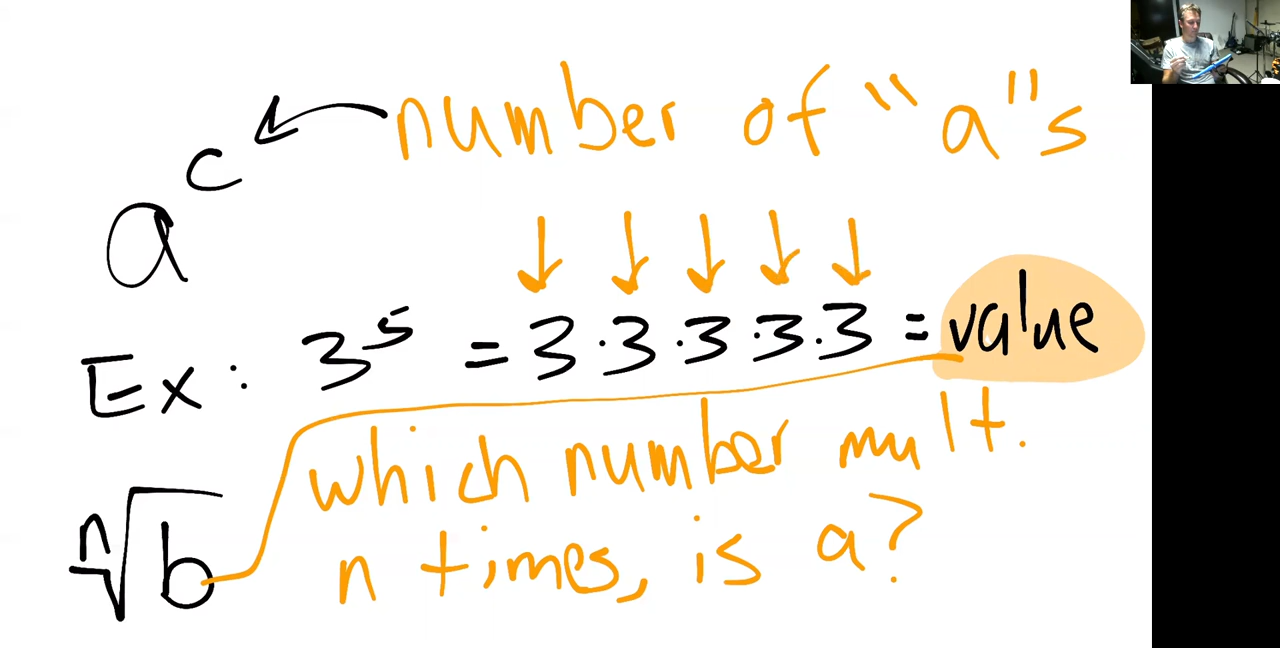 a^c ← number of "a"s
Ex: 3^5 = 3·3·3·3·3 = value
which number mult.
ⁿ√b n times, is a?